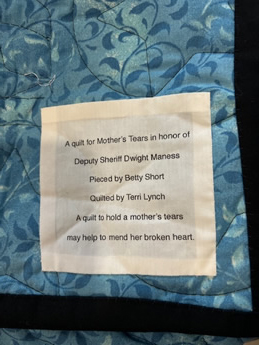 A quilt for Mother's Tears in honor of
Deputy Sheriff Dwight Maness
Pieced by Betty Short
Quilted by Terri Lynch
A quilt to hold a mother's tears
may help to mend her broken heart.